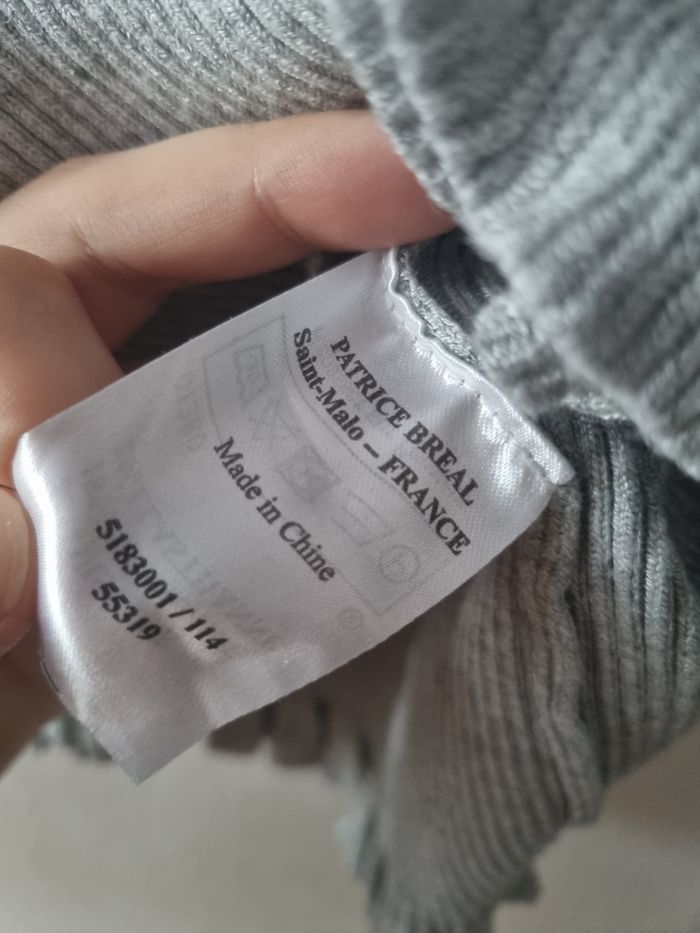 PATRICE BREAL
Saint-Malo – FRANCE
Made in Chine
5183001 / 114
55319